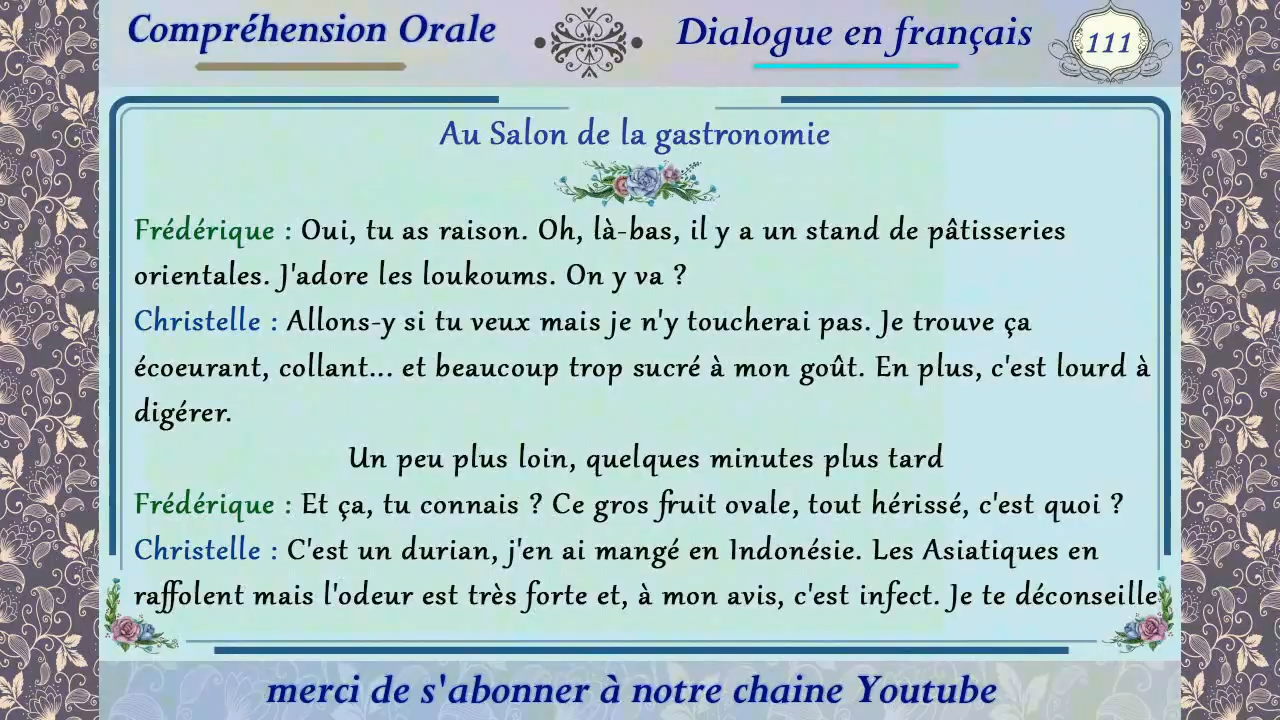 Compréhension Orale
Dialogue en français
111
Au Salon de la gastronomie
Frédérique : Oui, tu as raison. Oh, là-bas, il y a un stand de pâtisseries
orientales. J'adore les loukoums. On y va ?
Christelle : Allons-y si tu veux mais je n'y toucherai pas. Je trouve ça
écoeurant, collant... et beaucoup trop sucré à mon goût. En plus, c'est lourd à
digérer.
Un peu plus loin, quelques minutes plus tard
Frédérique : Et ça, tu connais ? Ce gros fruit ovale, tout hérissé, c'est quoi ?
Christelle : C'est un durian, j'en ai mangé en Indonésie. Les Asiatiques en
raffolent mais l'odeur est très forte et, à mon avis, c'est infect. Je te déconseille
merci de s'abonner à notre chaine Youtube